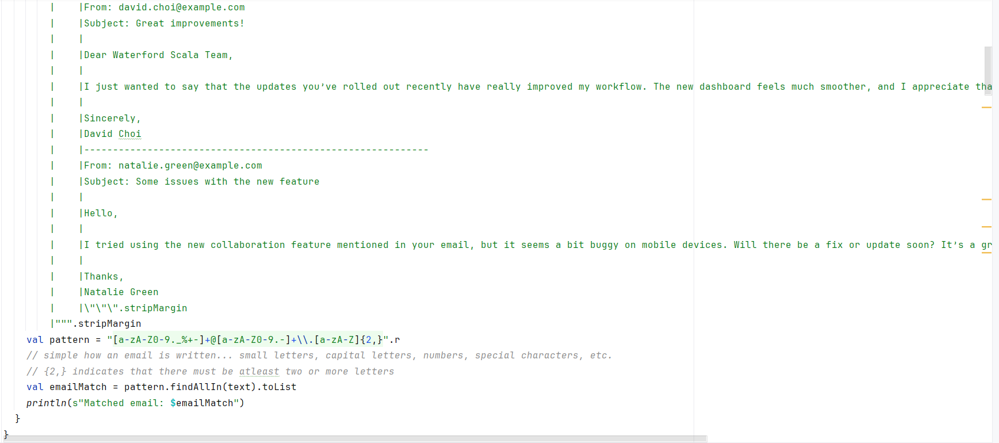 |    |From: david.choi@example.com
|    |Subject: Great improvements!
|    |
|    |Dear Waterford Scala Team,
|    |
|    |I just wanted to say that the updates you’ve rolled out recently have really improved my workflow. The new dashboard feels much smoother, and I appreciate tha
|    |
|    |Sincerely,
|    |David Choi
|    |------------------------------------------------------------
|    |From: natalie.green@example.com
|    |Subject: Some issues with the new feature
|    |
|    |Hello,
|    |
|    |I tried using the new collaboration feature mentioned in your email, but it seems a bit buggy on mobile devices. Will there be a fix or update soon? It’s a gr
|    |
|    |Thanks,
|    |Natalie Green
|    |\"\"\".stripMargin
|""".stripMargin
val pattern = "[a-zA-Z0-9._%+-]+@[a-zA-Z0-9.-]+\\.[a-zA-Z]{2,}".r
// simple how an email is written... small letters, capital letters, numbers, special characters, etc.
// {2,} indicates that there must be atleast two or more letters
val emailMatch = pattern.findAllIn(text).toList
println(s"Matched email: $emailMatch")
}
}